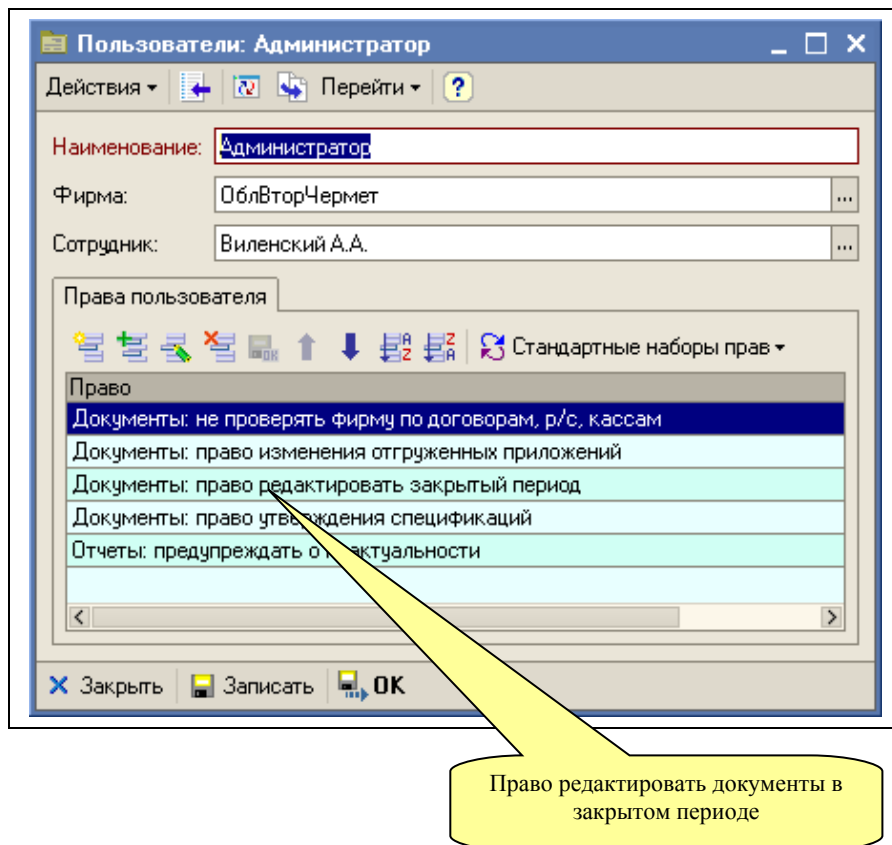 Пользователи: Администратор
Действия Перейти ?
Наименование: Администратор
Фирма: ОблВторЧермет ...
Сотрудник: Виленский А.А. ...
Права пользователя
Стандартные наборы прав
Право
Документы: не проверять фирму по договорам, р/с, кассам
Документы: право изменения отгруженных приложений
Документы: право редактировать закрытый период
Документы: право утверждения спецификаций
Отчеты: предупреждать о актуальности
Закрыть Записать OK
Право редактировать документы в
закрытом периоде